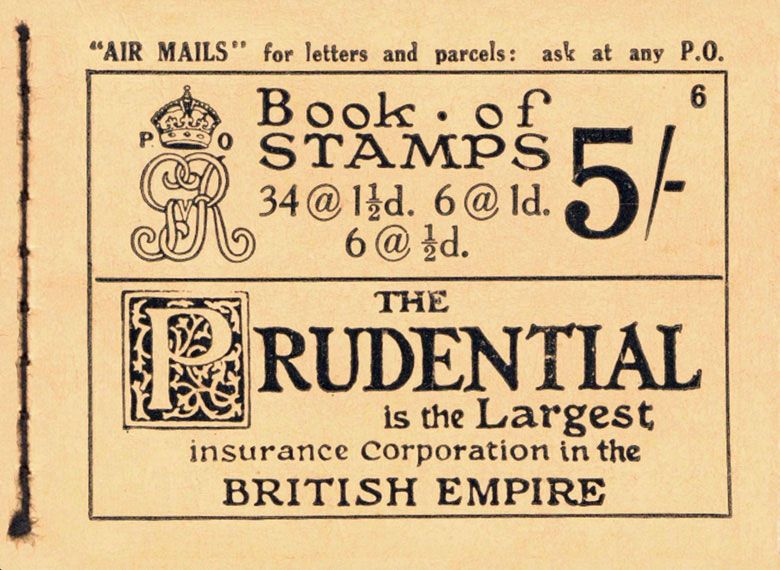 "AIR MAILS" for letters and parcels: ask at any P.O.
6
P O
GR
Book · of
STAMPS
5/-
34 @ 1½d. 6 @ 1d.
6 @ ½d.
THE
PRUDENTIAL
is the Largest
insurance Corporation in the
BRITISH EMPIRE